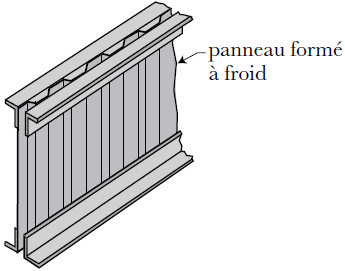 panneau formé
à froid